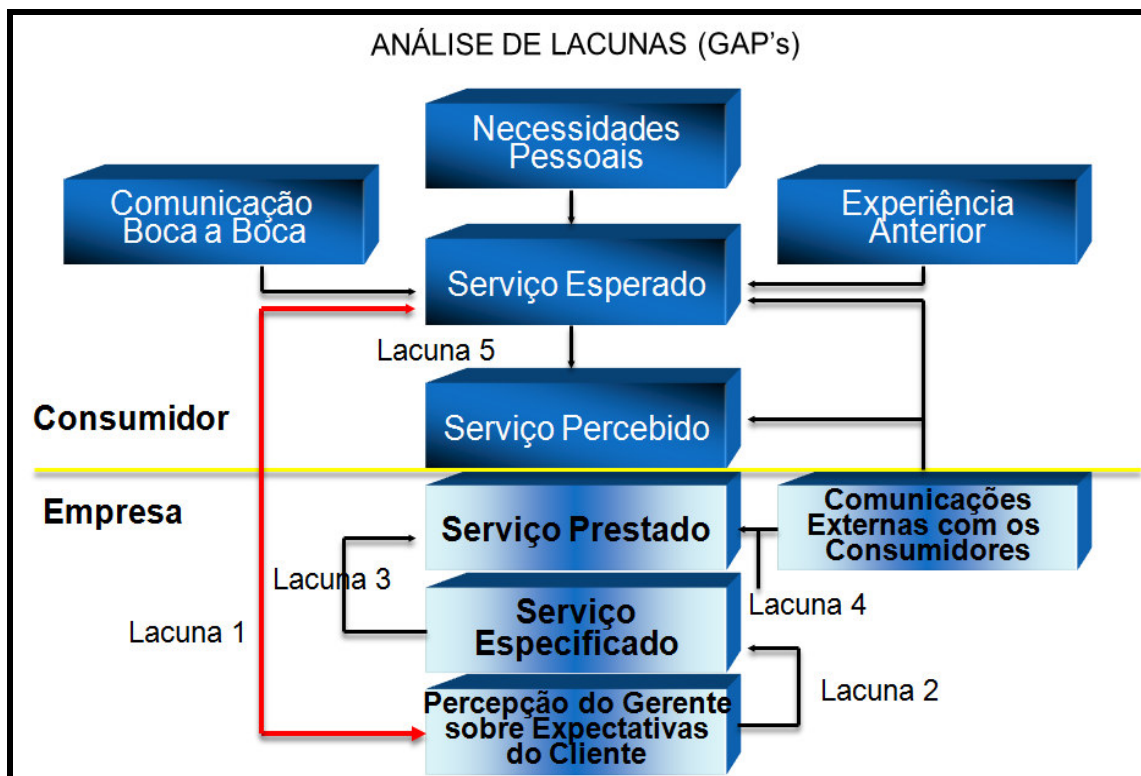 ANÁLISE DE LACUNAS (GAP's)
Necessidades
Pessoais
Comunicação
Boca a Boca
Experiência
Anterior
Serviço Esperado
Lacuna 5
Serviço Percebido
Consumidor
Empresa
Serviço Prestado
Comunicações
Externas com os
Consumidores
Lacuna 3
Lacuna 4
Serviço
Especificado
Lacuna 1
Lacuna 2
Percepção do Gerente
sobre Expectativas
do Cliente